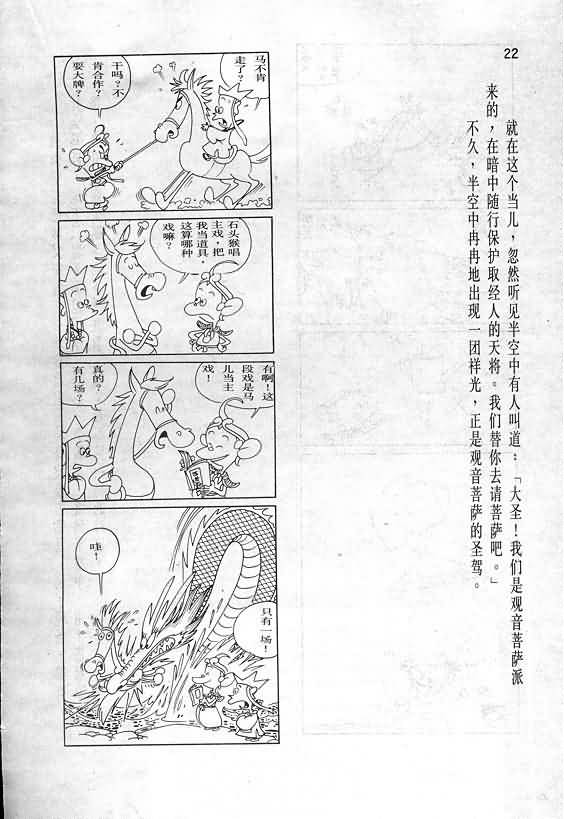 22
就在这个当儿，忽然听见半空中有人叫道：「大圣！我们是观音菩萨派
来的，在暗中随行保护取经人的天将。我们替你去请菩萨吧。」
不久，半空中冉冉地出现一团祥光，正是观音菩萨的圣驾。
马不肯
走了？
干吗？不
肯合作？
耍大牌？
石头猴唱
主戏，把
我当道具，
这算哪种
戏嘛？
有啊！这
段戏是马
儿当主
戏！
真的？
有几场？
哇！
只有一场！